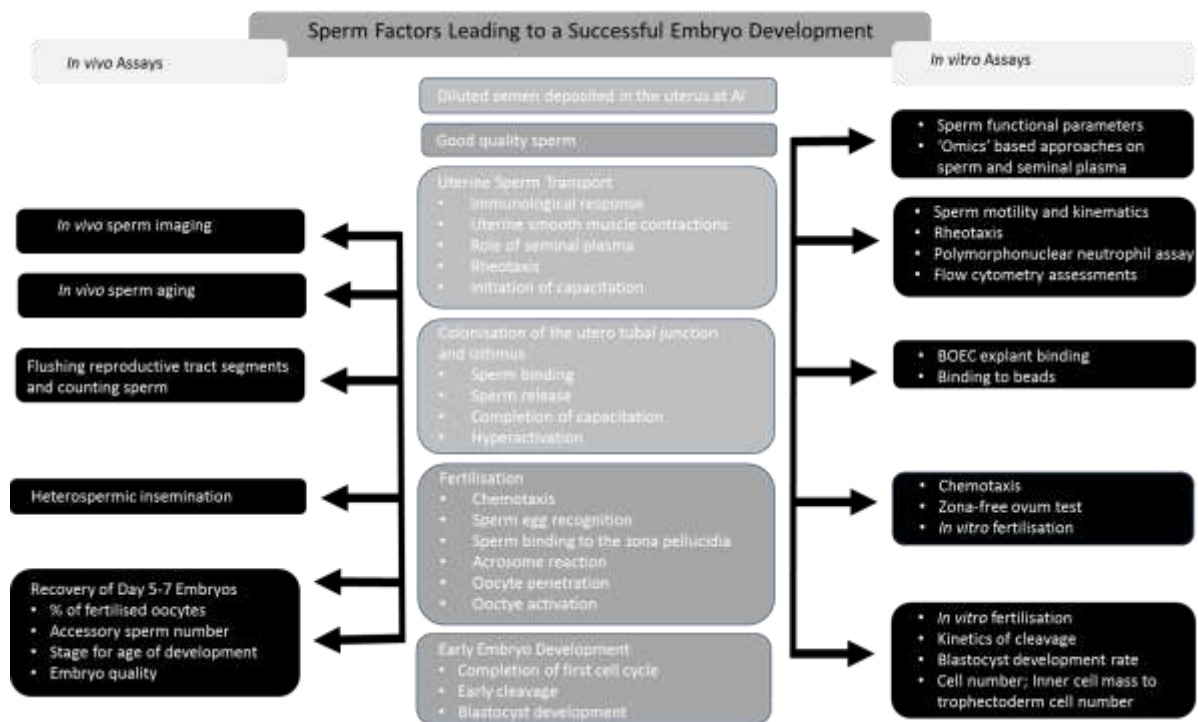 Sperm Factors Leading to a Successful Embryo Development
In vivo Assays
In vivo sperm imaging
In vivo sperm aging
Flushing reproductive tract segments
and counting sperm
Heterospermic insemination
Recovery of Day 5-7 Embryos
• % of fertilised oocytes
• Accessory sperm number
• Stage for age of development
• Embryo quality
Diluted semen deposited in the uterus at AI
Good quality sperm
Uterine Sperm Transport
• Immunological response
• Uterine smooth muscle contractions
• Role of seminal plasma
• Rheotaxis
• Initiation of capacitation
Colonisation of the utero tubal junction
and isthmus
• Sperm binding
• Sperm release
• Completion of capacitation
• Hyperactivation
Fertilisation
• Chemotaxis
• Sperm egg recognition
• Sperm binding to the zona pellucidia
• Acrosome reaction
• Oocyte penetration
• Ooctye activation
Early Embryo Development
• Completion of first cell cycle
• Early cleavage
• Blastocyst development
In vitro Assays
• Sperm functional parameters
• 'Omics' based approaches on
sperm and seminal plasma
• Sperm motility and kinematics
• Rheotaxis
• Polymorphonuclear neutrophil assay
• Flow cytometry assessments
• BOEC explant binding
• Binding to beads
• Chemotaxis
• Zona-free ovum test
• In vitro fertilisation
• In vitro fertilisation
• Kinetics of cleavage
• Blastocyst development rate
• Cell number; Inner cell mass to
trophectoderm cell number